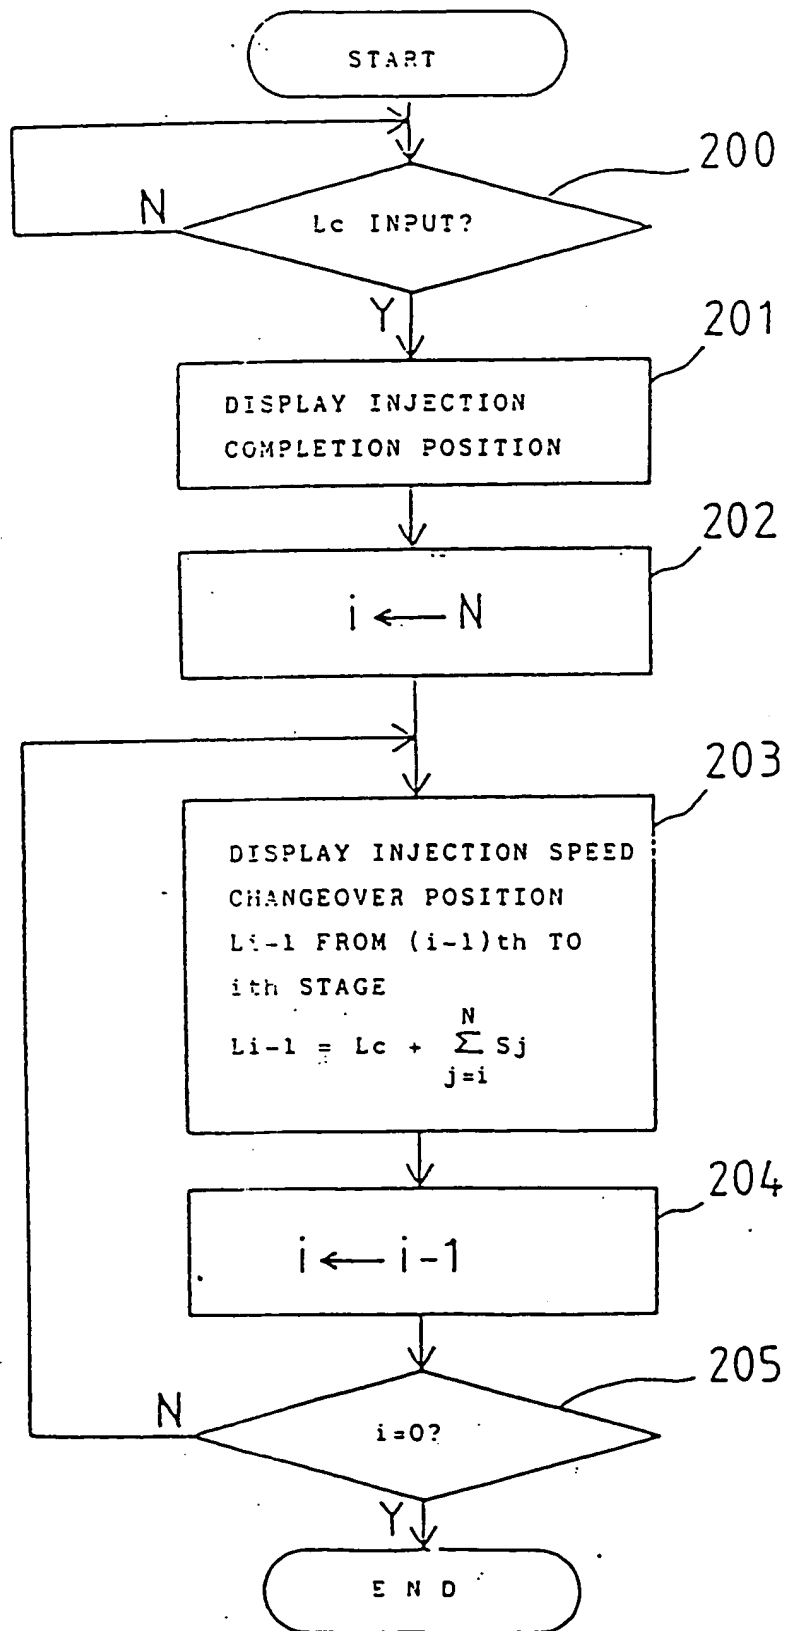 START
200
N
Lc INPUT?
Y
201
DISPLAY INJECTION
COMPLETION POSITION
202
i ← N
203
DISPLAY INJECTION SPEED
CHANGEOVER POSITION
Li-1 FROM (i-1)th TO
ith STAGE
N
Li-1 = Lc + Σ Sj
j=i
204
i ← i-1
205
N
i=0?
Y
END